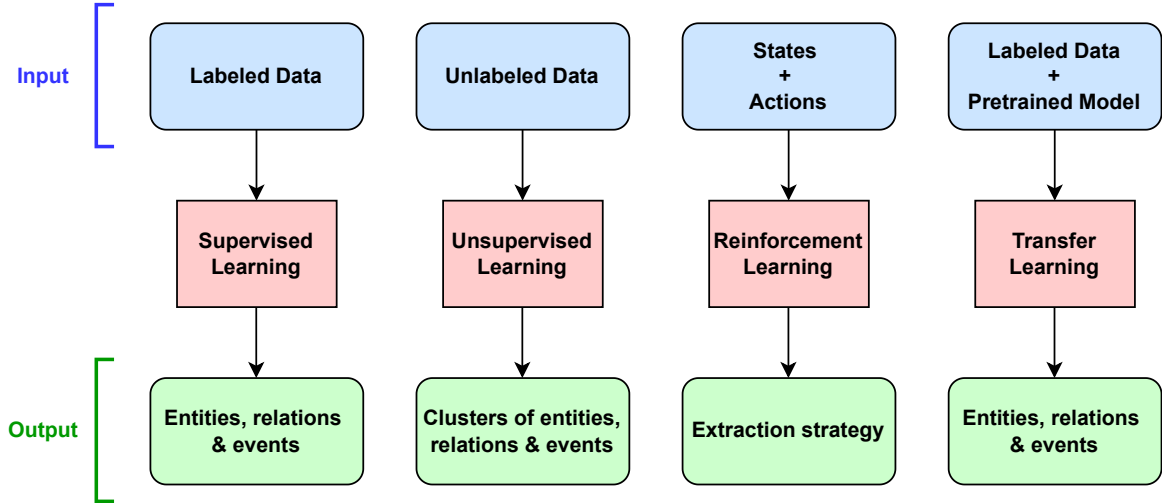 Input
Labeled Data
Unlabeled Data
States
+
Actions
Labeled Data
+
Pretrained Model
Supervised
Learning
Unsupervised
Learning
Reinforcement
Learning
Transfer
Learning
Output
Entities, relations
& events
Clusters of entities,
relations & events
Extraction strategy
Entities, relations
& events